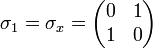 σ₁ = σₓ = (0 1
1 0)